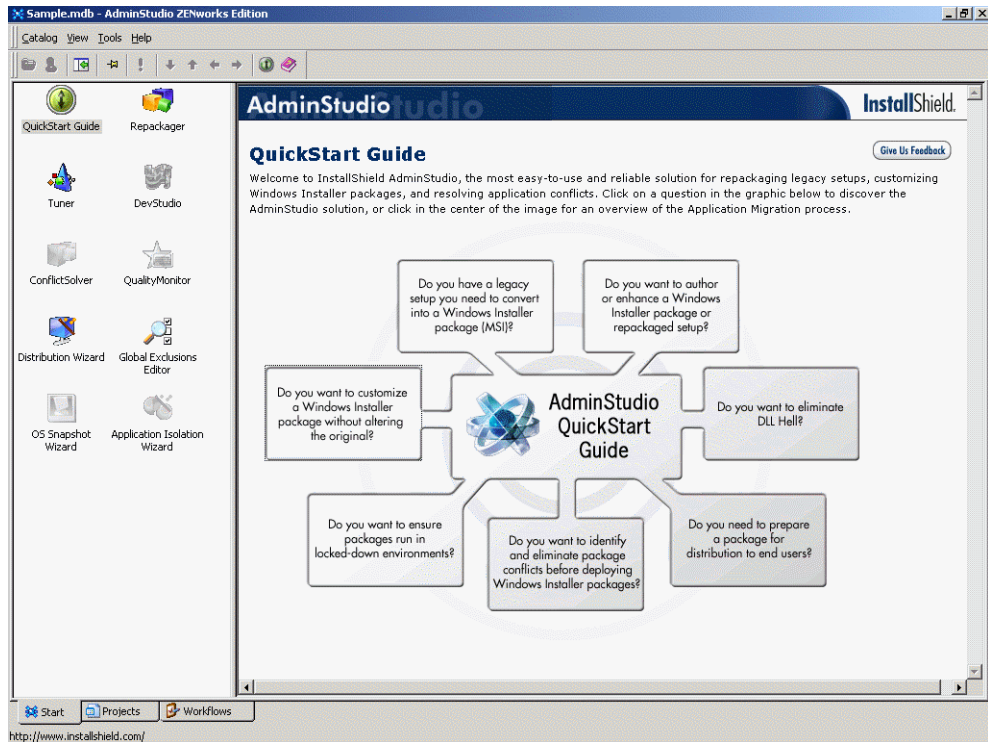 Sample.mdb - AdminStudio ZENworks Edition
Catalog View Tools Help
QuickStart Guide
Repackager
Tuner
DevStudio
ConflictSolver
QualityMonitor
Distribution Wizard
Global Exclusions
Editor
OS Snapshot
Wizard
Application Isolation
Wizard
AdminStudio
InstallShield.
QuickStart Guide
Give Us Feedback
Welcome to InstallShield AdminStudio, the most easy-to-use and reliable solution for repackaging legacy setups, customizing
Windows Installer packages, and resolving application conflicts. Click on a question in the graphic below to discover the
AdminStudio solution, or click in the center of the image for an overview of the Application Migration process.
Do you have a legacy
setup you need to convert
into a Windows Installer
package (MSI)?
Do you want to author
or enhance a Windows
Installer package or
repackaged setup?
Do you want to customize
a Windows Installer
package without altering
the original?
AdminStudio
QuickStart
Guide
Do you want to eliminate
DLL Hell?
Do you want to ensure
packages run in
locked-down environments?
Do you want to identify
and eliminate package
conflicts before deploying
Windows Installer packages?
Do you need to prepare
a package for
distribution to end users?
Start
Projects
Workflows
http://www.installshield.com/